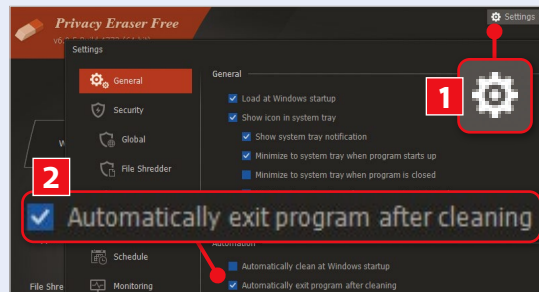 Privacy Eraser Free
Settings
Settings
General
General
Load at Windows startup
Security
Show icon in system tray
Global
Show system tray notification
Minimize to system tray when program starts up
File Shredder
Minimize to system tray when program is closed
1
2
Automatically exit program after cleaning
Automation
Schedule
Automatically clean at Windows startup
File Shre
Monitoring
Automatically exit program after cleaning